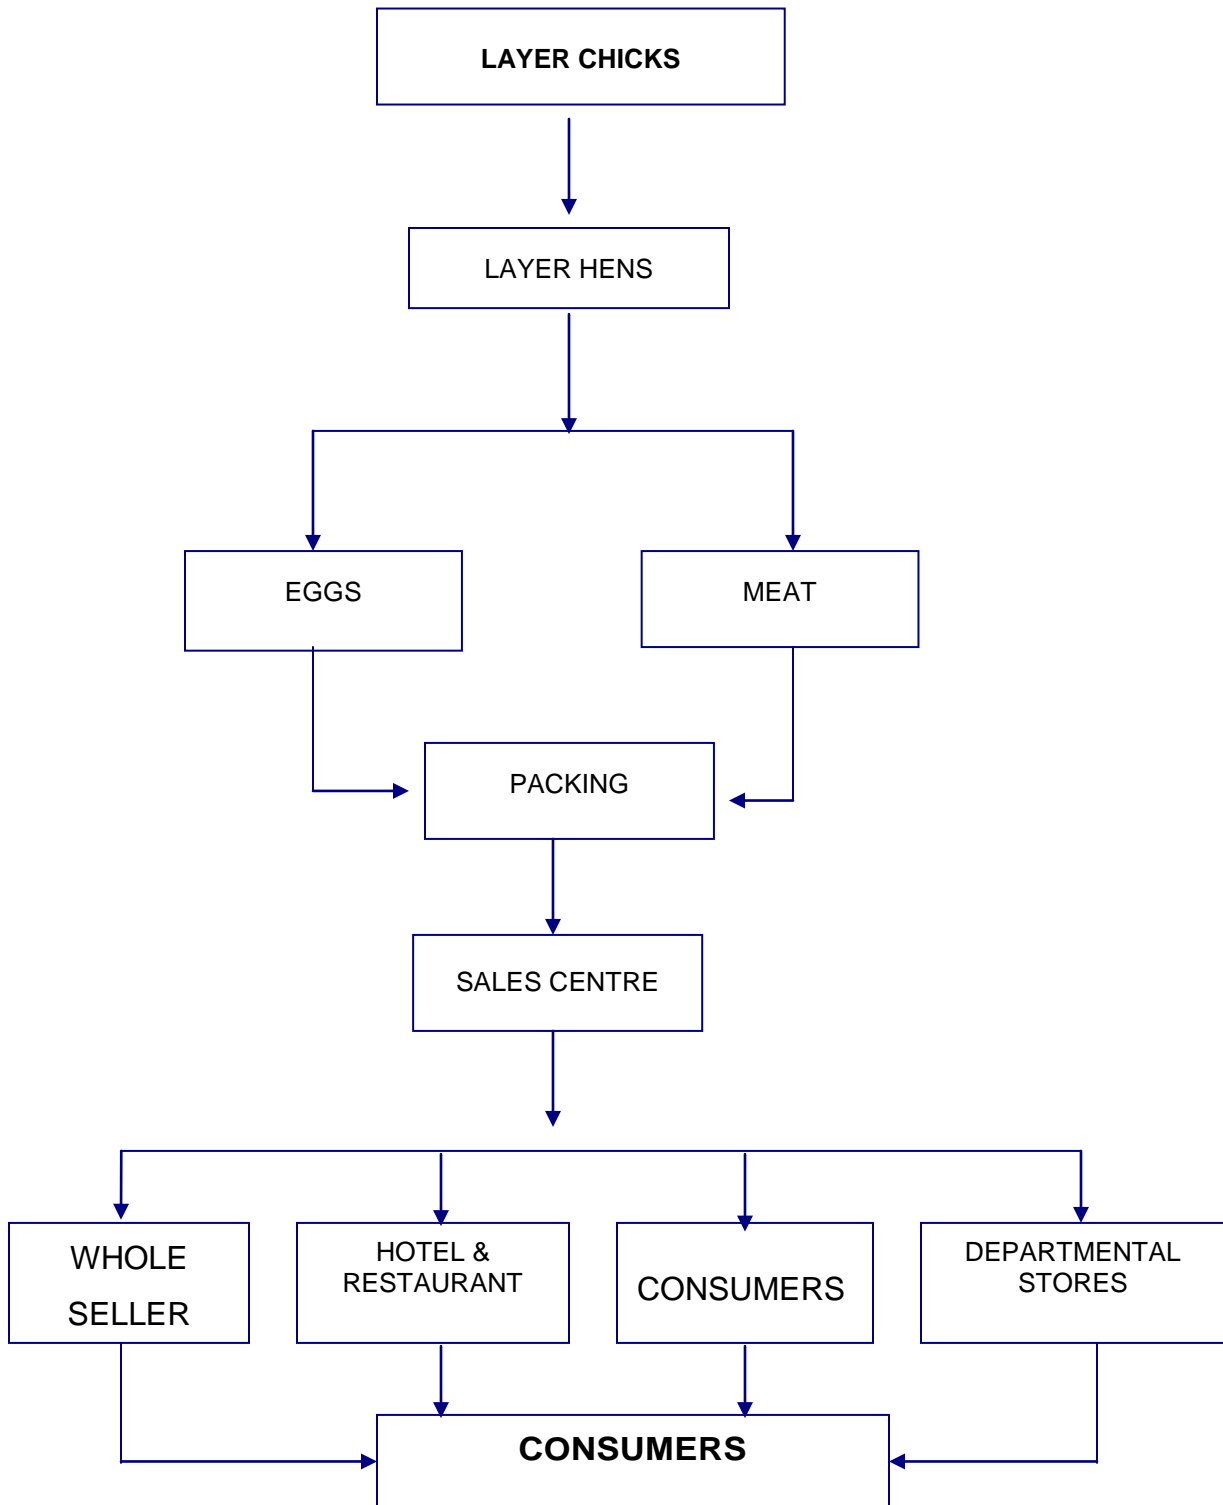 LAYER CHICKS
LAYER HENS
EGGS
MEAT
PACKING
SALES CENTRE
WHOLE
SELLER
HOTEL &
RESTAURANT
CONSUMERS
DEPARTMENTAL
STORES
CONSUMERS